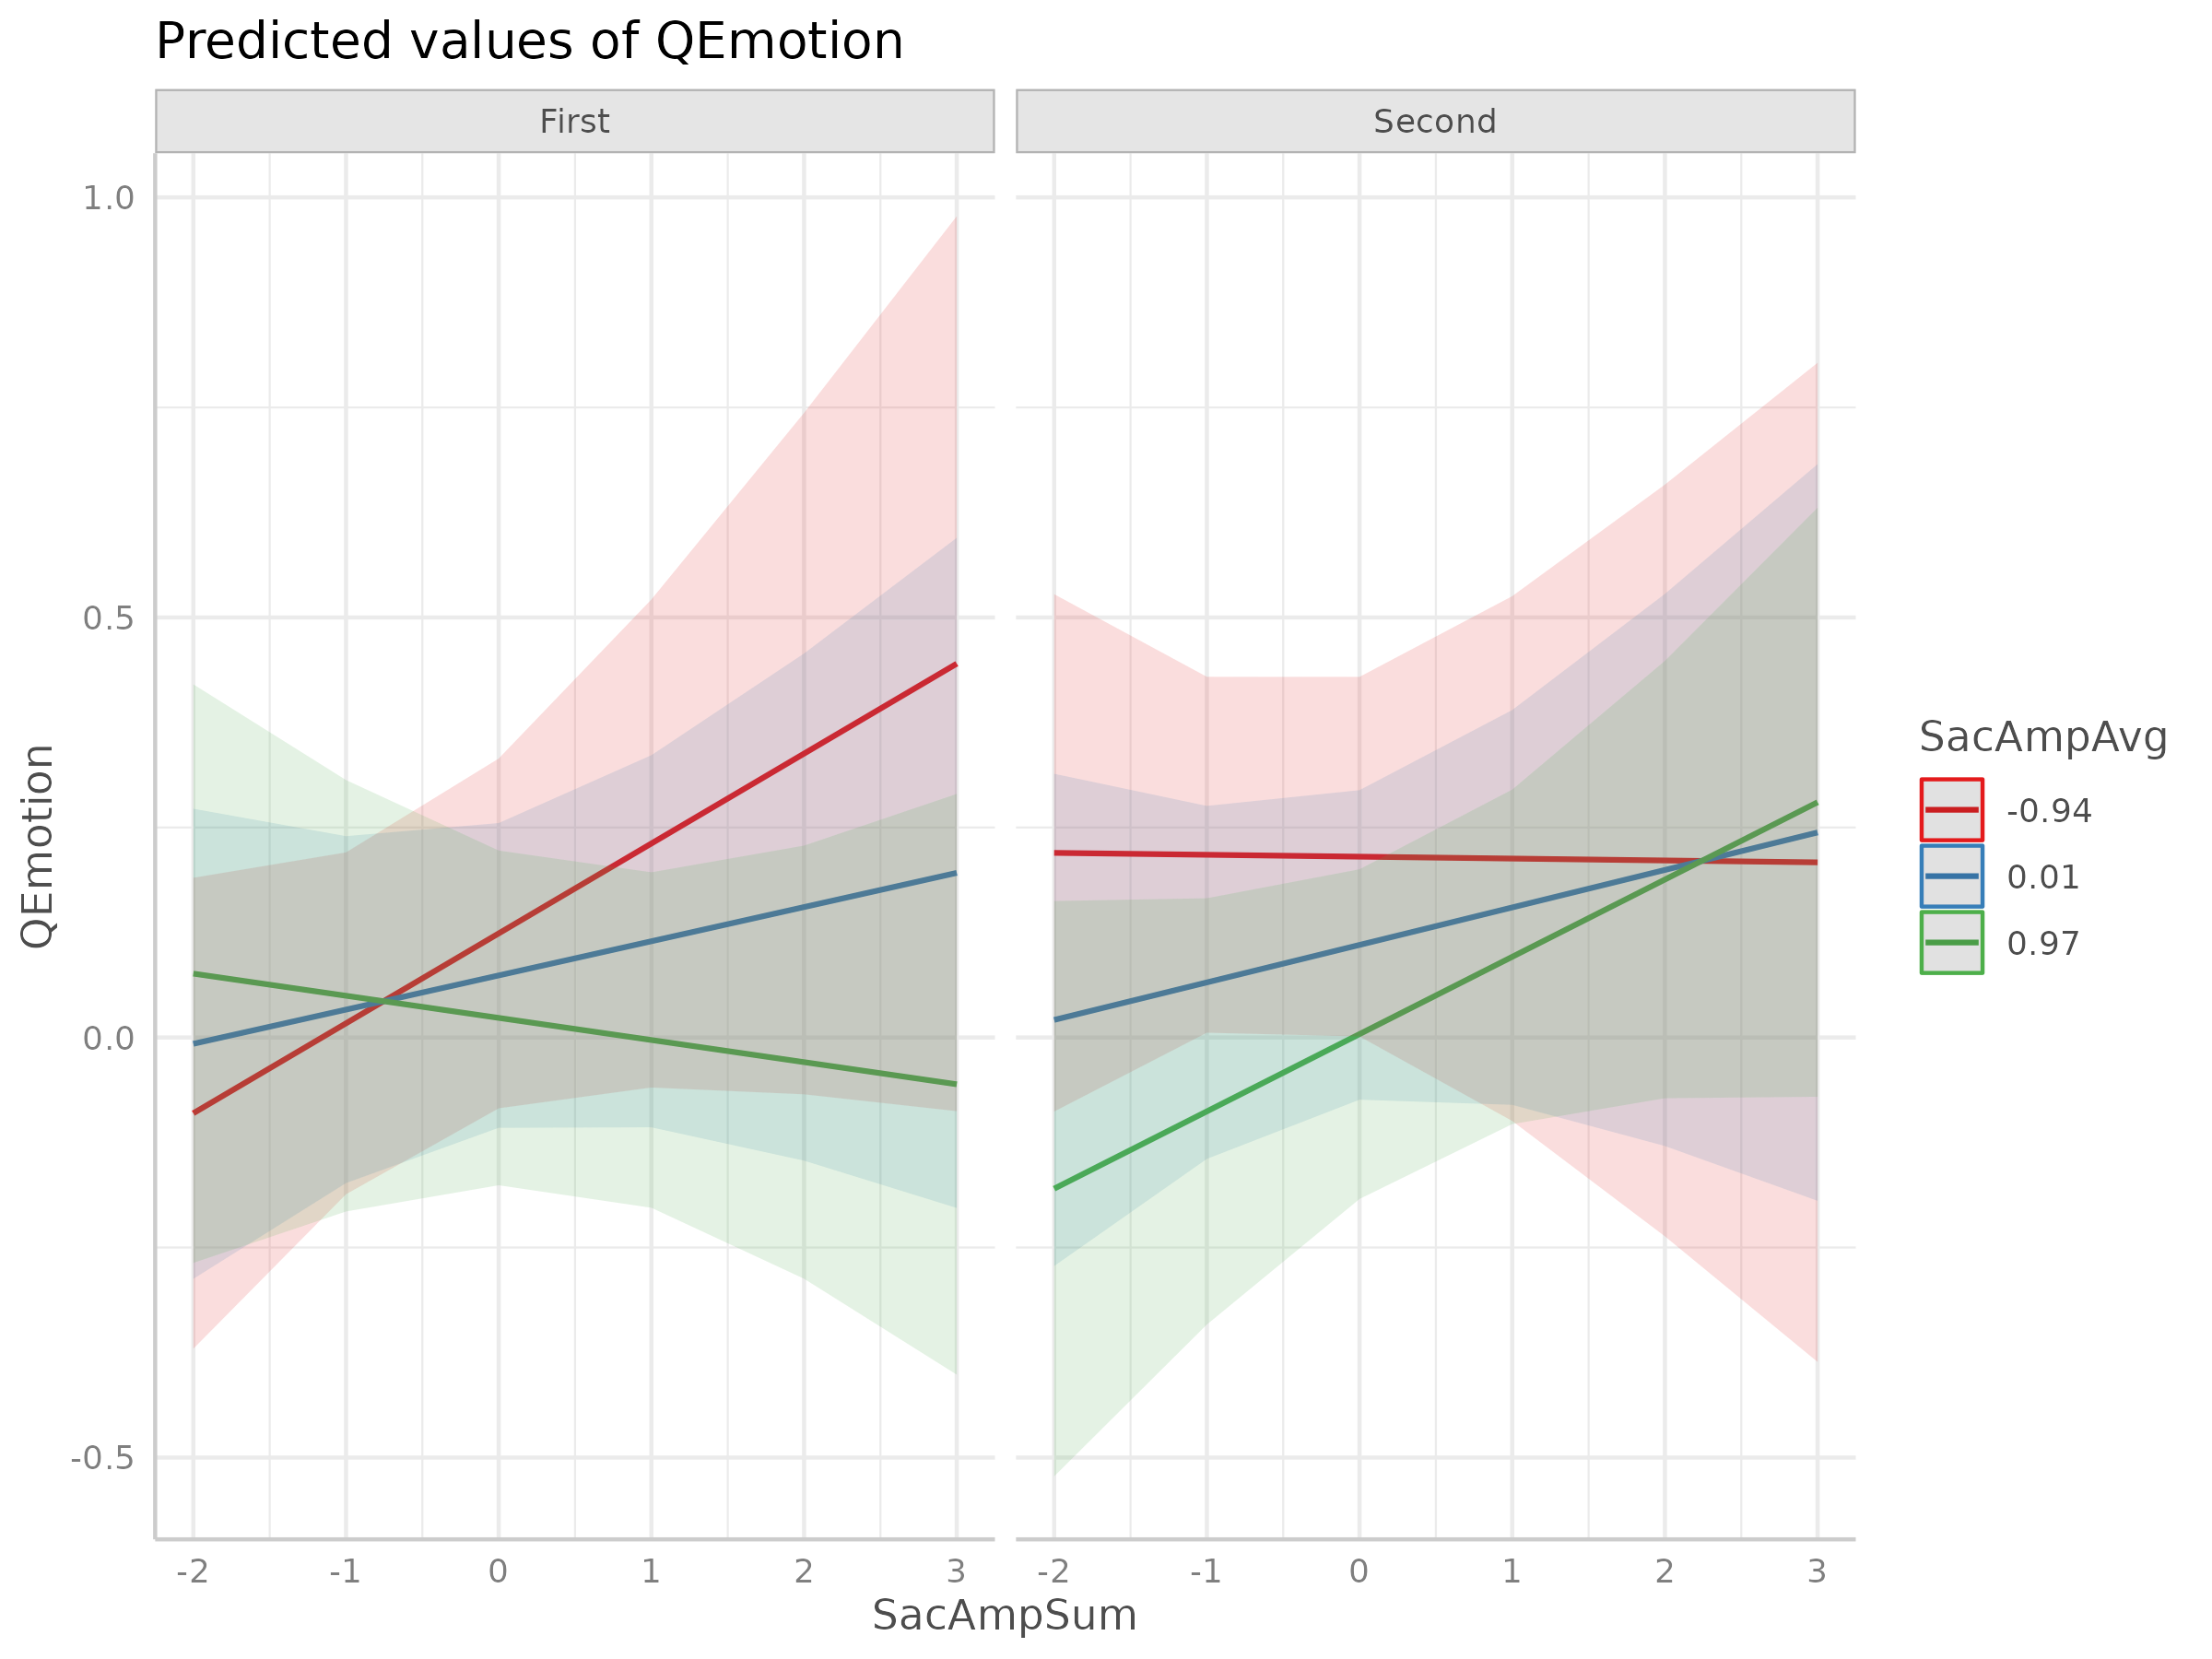 Predicted values of QEmotion
First
Second
1.0
0.5
0.0
-0.5
QEmotion
-2 -1 0 1 2 3
-2 -1 0 1 2 3
SacAmpSum
SacAmpAvg
-0.94
0.01
0.97